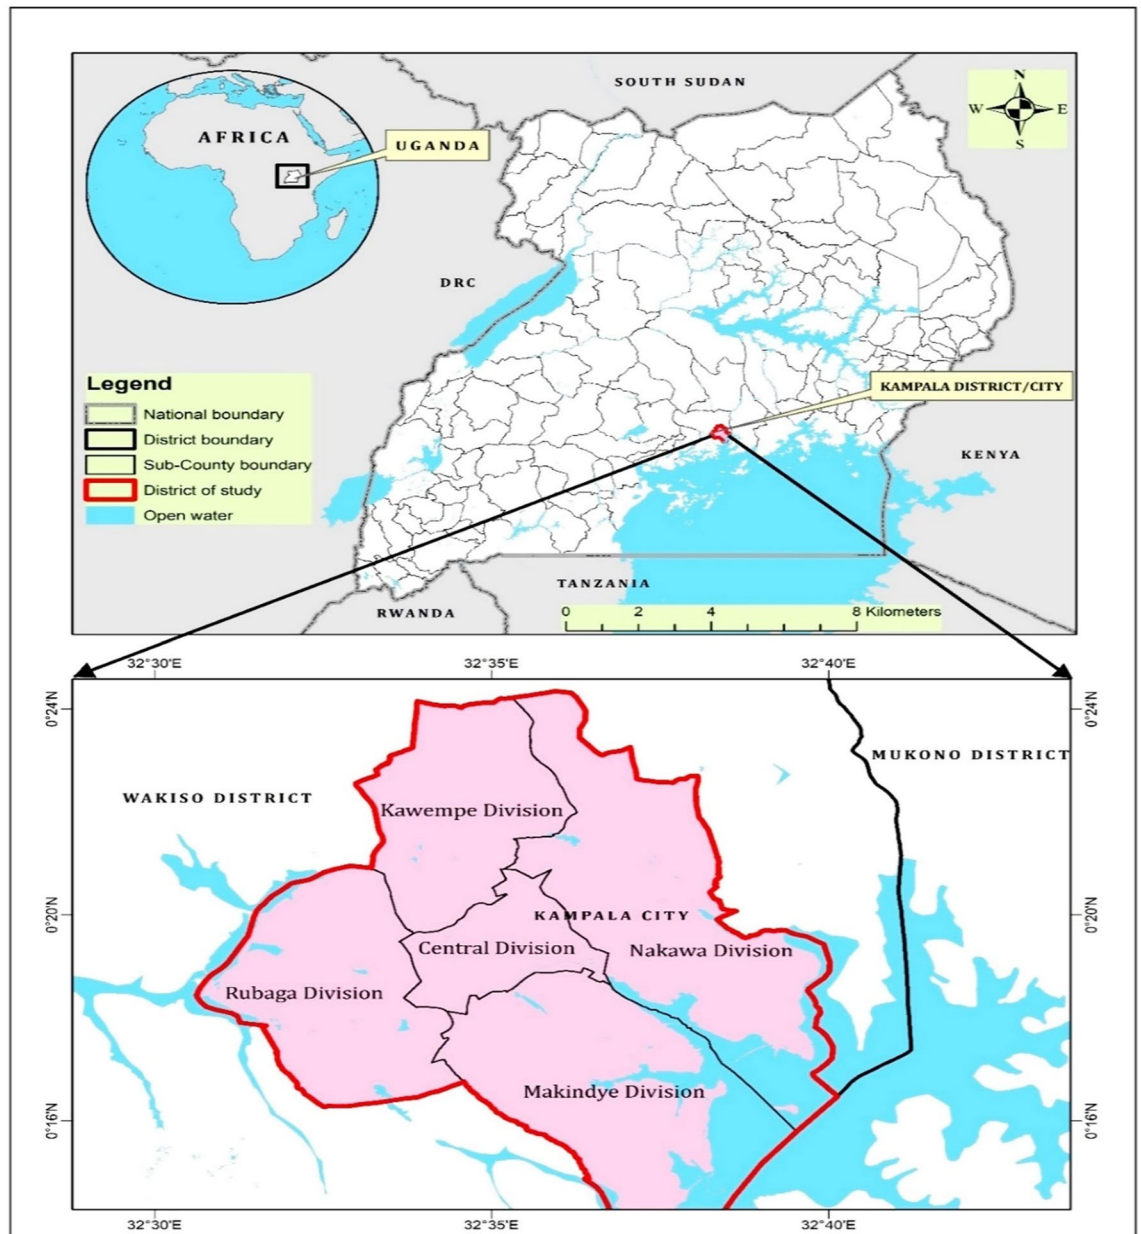 SOUTH SUDAN
N
W E
S
AFRICA
UGANDA
DRC
KAMPALA DISTRICT/CITY
Legend
National boundary
District boundary
Sub-County boundary
District of study
Open water
KENYA
TANZANIA
RWANDA
0 2 4 8 Kilometers
32°30'E 32°35'E 32°40'E
0°24'N 0°24'N
MUKONO DISTRICT
WAKISO DISTRICT
Kawempe Division
0°20'N 0°20'N
KAMPALA CITY
Central Division
Nakawa Division
Rubaga Division
Makindye Division
0°16'N 0°16'N
32°30'E 32°35'E 32°40'E